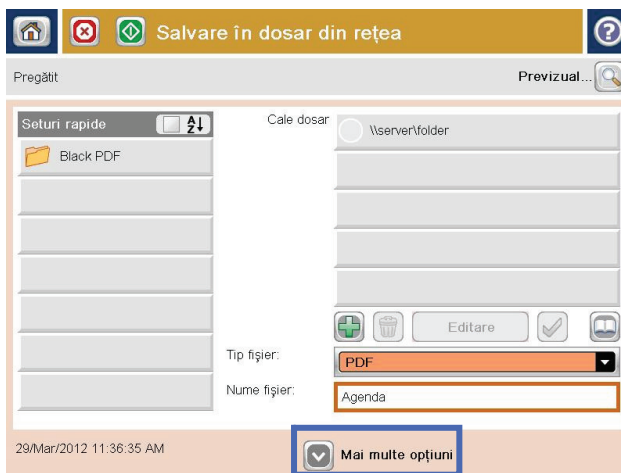 Salvare în dosar din rețea
?
Pregătit
Previzual...
Seturi rapide
A
Z
Cale dosar
\\server\folder
Black PDF
Editare
Tip fișier:
PDF
Nume fișier:
Agenda
29/Mar/2012 11:36:35 AM
Mai multe opțiuni